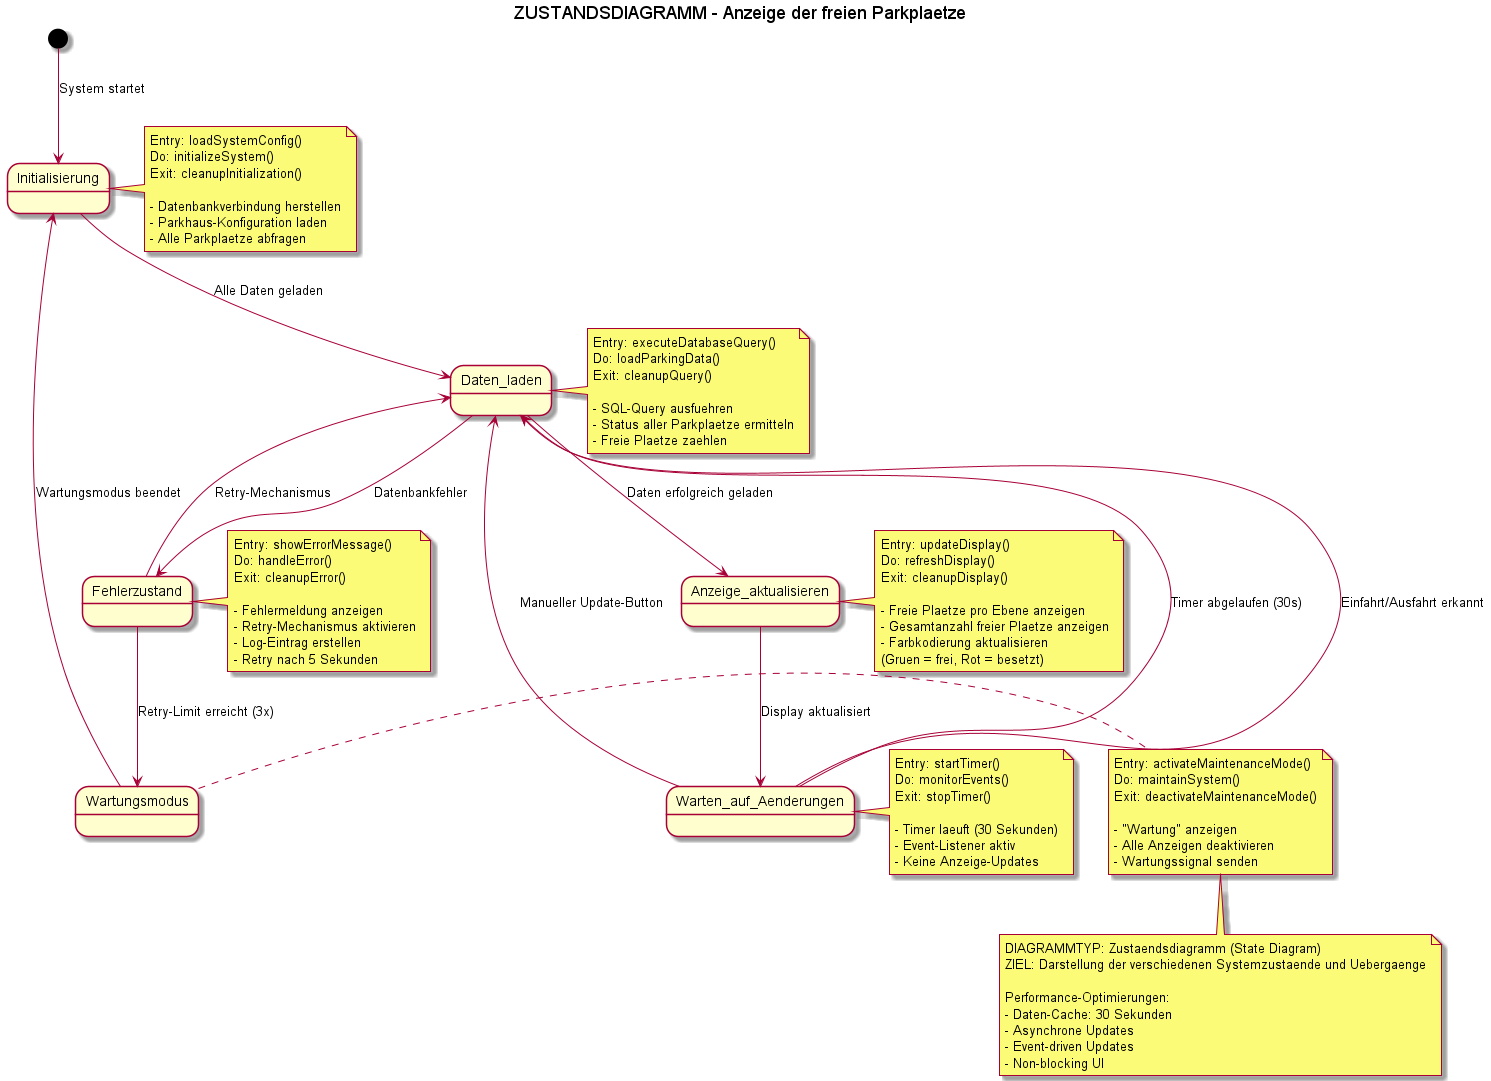 ZUSTANDSDIAGRAMM - Anzeige der freien Parkplaetze
System startet
Initialisierung
Entry: loadSystemConfig()
Do: initializeSystem()
Exit: cleanupInitialization()
- Datenbankverbindung herstellen
- Parkhaus-Konfiguration laden
- Alle Parkplaetze abfragen
Alle Daten geladen
Daten_laden
Entry: executeDatabaseQuery()
Do: loadParkingData()
Exit: cleanupQuery()
- SQL-Query ausfuehren
- Status aller Parkplaetze ermitteln
- Freie Plaetze zaehlen
Wartungsmodus beendet
Retry-Mechanismus
Datenbankfehler
Daten erfolgreich geladen
Fehlerzustand
Entry: showErrorMessage()
Do: handleError()
Exit: cleanupError()
- Fehlermeldung anzeigen
- Retry-Mechanismus aktivieren
- Log-Eintrag erstellen
- Retry nach 5 Sekunden
Manueller Update-Button
Anzeige_aktualisieren
Entry: updateDisplay()
Do: refreshDisplay()
Exit: cleanupDisplay()
- Freie Plaetze pro Ebene anzeigen
- Gesamtanzahl freier Plaetze anzeigen
- Farbkodierung aktualisieren
(Gruen = frei, Rot = besetzt)
Timer abgelaufen (30s)
Einfahrt/Ausfahrt erkannt
Retry-Limit erreicht (3x)
Display aktualisiert
Wartungsmodus
Warten_auf_Aenderungen
Entry: startTimer()
Do: monitorEvents()
Exit: stopTimer()
- Timer laeuft (30 Sekunden)
- Event-Listener aktiv
- Keine Anzeige-Updates
Entry: activateMaintenanceMode()
Do: maintainSystem()
Exit: deactivateMaintenanceMode()
- "Wartung" anzeigen
- Alle Anzeigen deaktivieren
- Wartungssignal senden
DIAGRAMMTYP: Zustaendsdiagramm (State Diagram)
ZIEL: Darstellung der verschiedenen Systemzustaende und Uebergaenge
Performance-Optimierungen:
- Daten-Cache: 30 Sekunden
- Asynchrone Updates
- Event-driven Updates
- Non-blocking UI